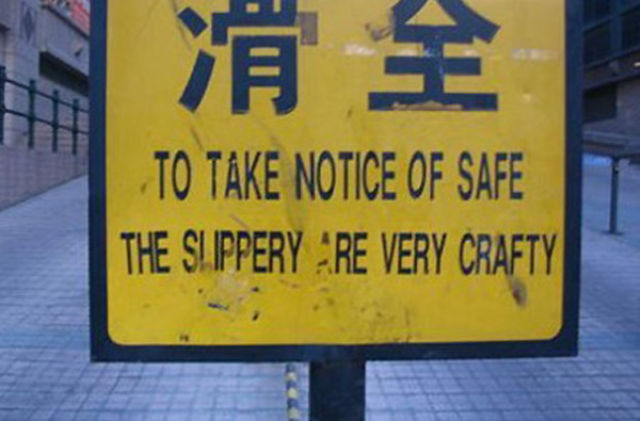 滑 全
TO TAKE NOTICE OF SAFE
THE SLIPPERY ARE VERY CRAFTY